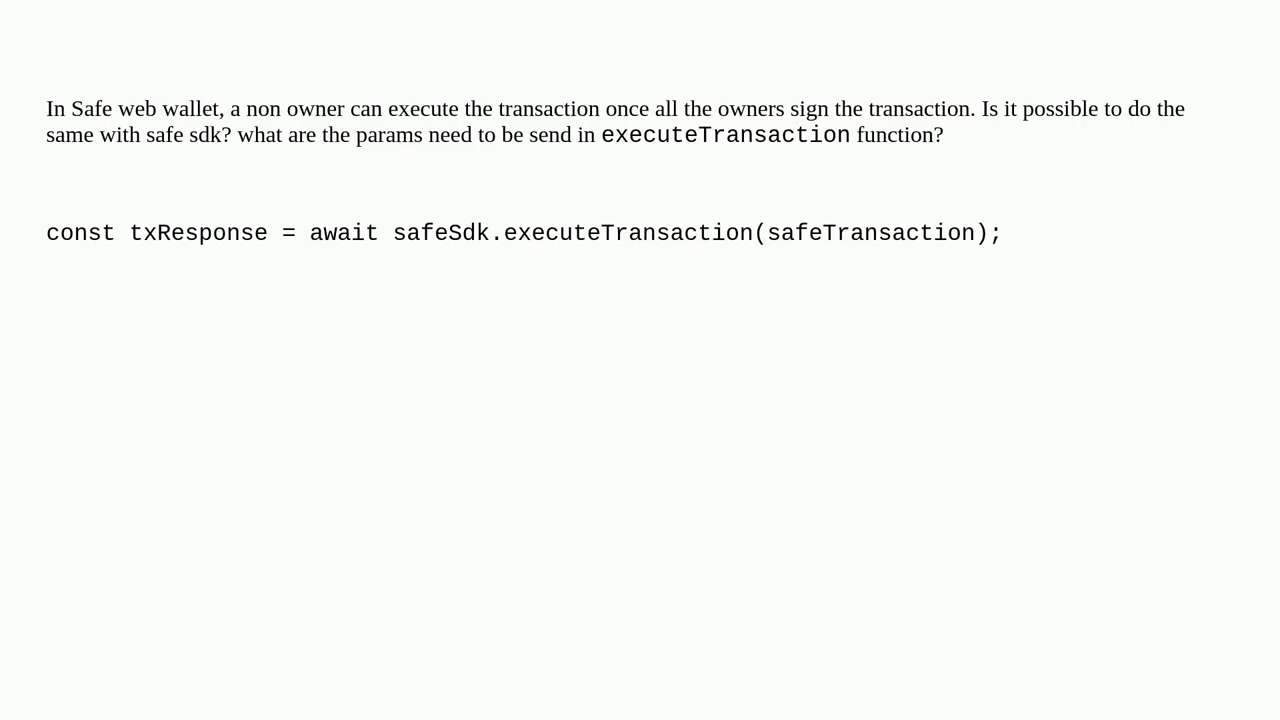 In Safe web wallet, a non owner can execute the transaction once all the owners sign the transaction. Is it possible to do the
same with safe sdk? what are the params need to be send in executeTransaction function?
const txResponse = await safeSdk.executeTransaction(safeTransaction);